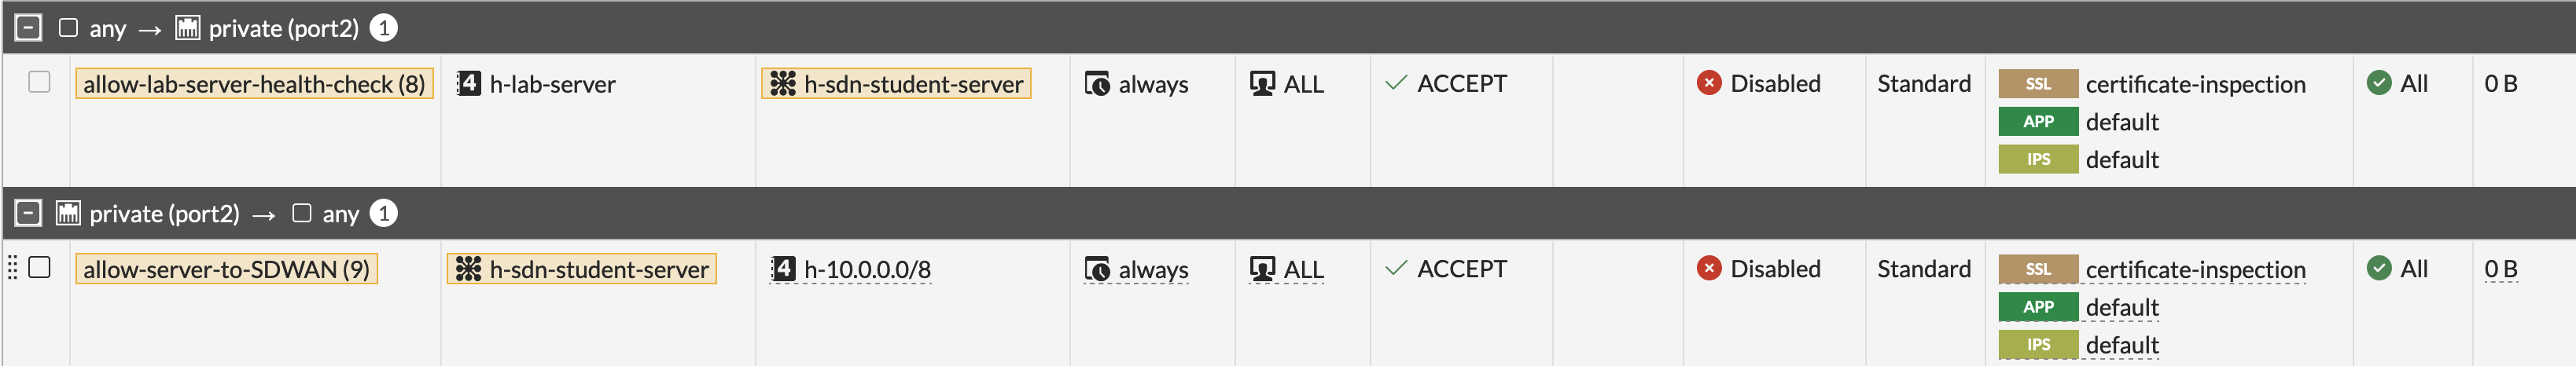 any → private (port2) 1
allow-lab-server-health-check (8) 4 h-lab-server h-sdn-student-server always ALL ACCEPT Disabled Standard SSL certificate-inspection All 0 B
APP default
IPS default
private (port2) → any 1
allow-server-to-SDWAN (9) h-sdn-student-server 4 h-10.0.0.0/8 always ALL ACCEPT Disabled Standard SSL certificate-inspection All 0 B
APP default
IPS default